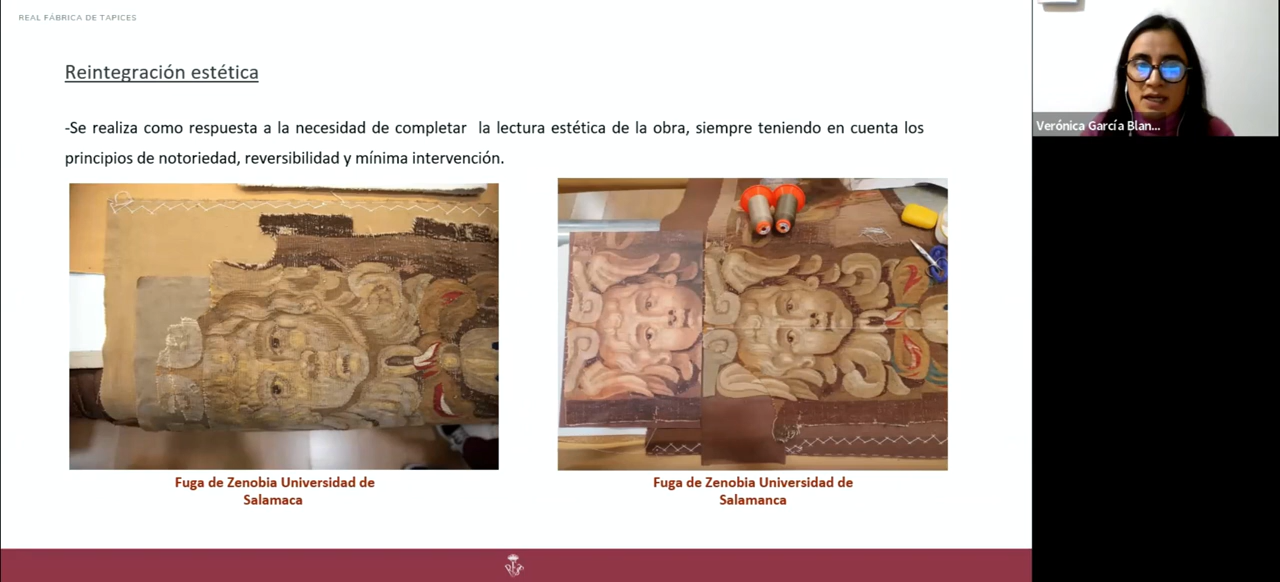 REAL FÁBRICA DE TAPICES
Reintegración estética
-Se realiza como respuesta a la necesidad de completar la lectura estética de la obra, siempre teniendo en cuenta los
principios de notoriedad, reversibilidad y mínima intervención.
Fuga de Zenobia Universidad de
Salamaca
Fuga de Zenobia Universidad de
Salamanca
Verónica García Blan...